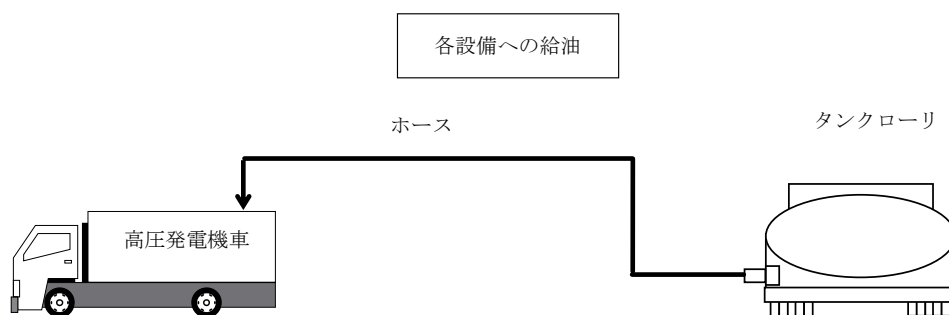 各設備への給油
ホース
タンクローリ
高圧発電機車